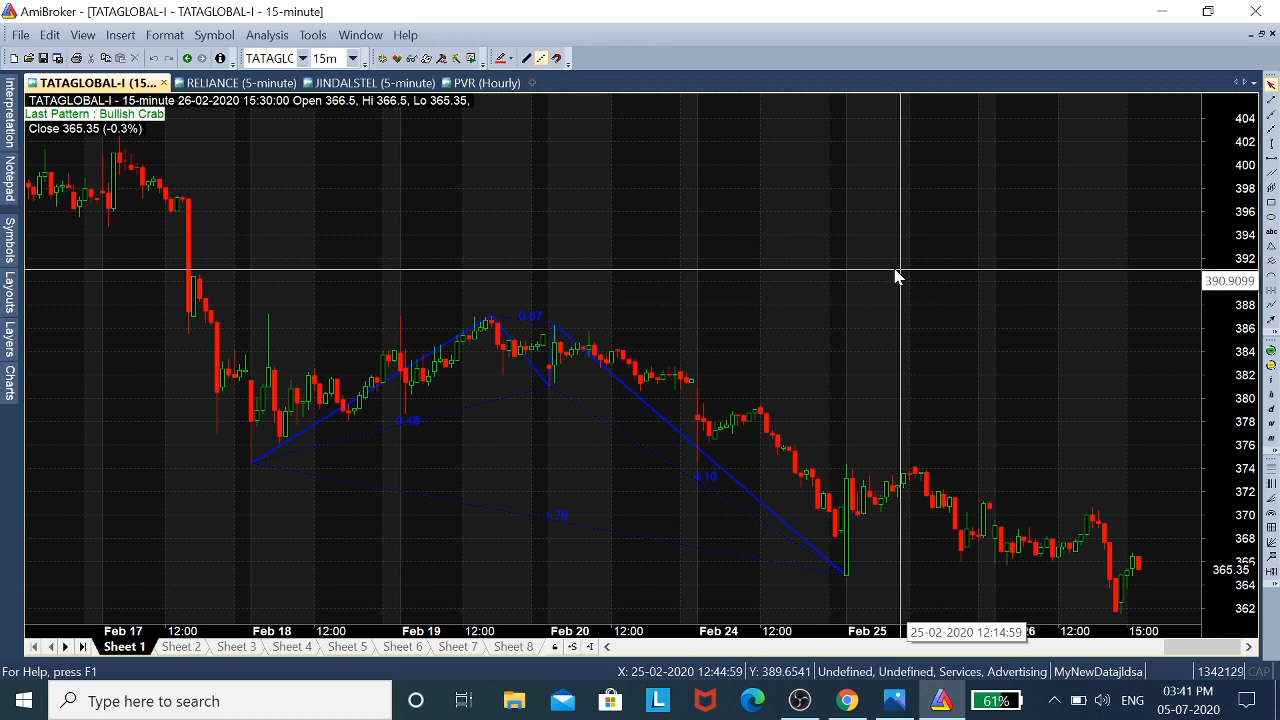 AmiBroker - [TATAGLOBAL-I - TATAGLOBAL-I - 15-minute]
File Edit View Insert Format Symbol Analysis Tools Window Help
TATAGLC 15m
TATAGLOBAL-I (15... RELIANCE (5-minute) JINDALSTEL (5-minute) PVR (Hourly)
TATAGLOBAL-I - 15-minute 26-02-2020 15:30:00 Open 366.5, Hi 366.5, Lo 365.35,
Last Pattern : Bullish Crab
Close 365.35 (-0.3%)
Interpretation
Notepad
Symbols
Layouts
Layers
Charts
404
402
400
398
396
394
392
390.9099
388
386
384
382
380
378
376
374
372
370
368
366
365.35
364
362
0.87
0.48
4.10
1.76
abc
Feb 17 12:00 Feb 18 12:00 Feb 19 12:00 Feb 20 12:00 Feb 24 12:00 Feb 25 25-02-2020 12:14:59 12:00 15:00
Sheet 1 Sheet 2 Sheet 3 Sheet 4 Sheet 5 Sheet 6 Sheet 7 Sheet 8
For Help, press F1 X: 25-02-2020 12:44:59 Y: 389.6541 Undefined, Undefined, Services, Advertising MyNewDatajldsa 1342129 CAP
Type here to search 61% ENG 03:41 PM
05-07-2020